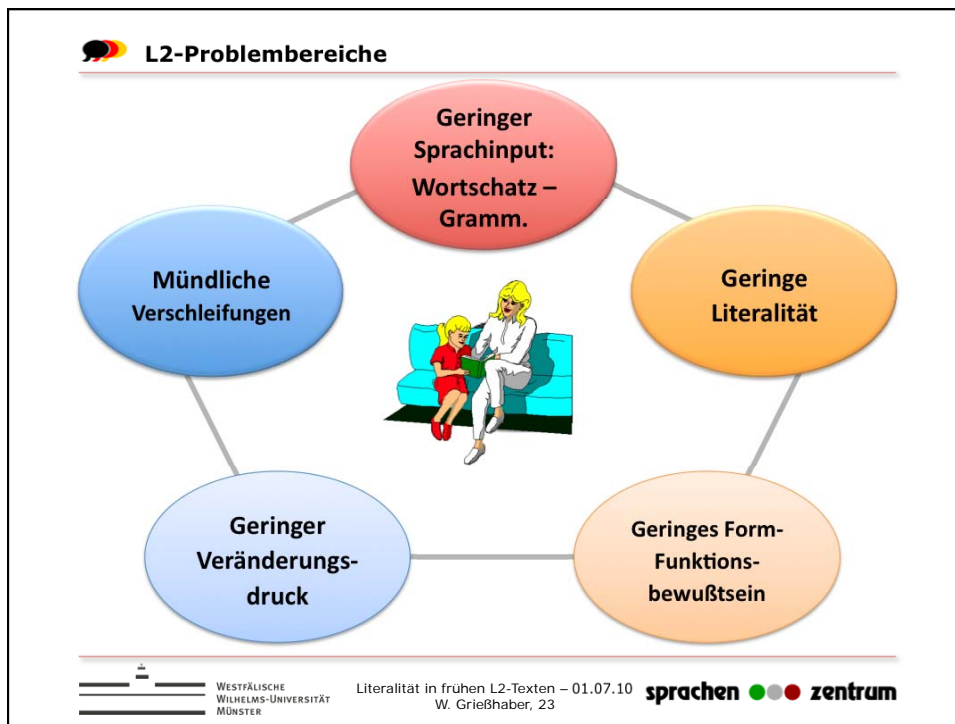 L2-Problembereiche
Geringer
Sprachinput:
Wortschatz –
Gramm.
Mündliche
Verschleifungen
Geringe
Literalität
Geringer
Veränderungs-
druck
Geringes Form-
Funktions-
bewußtsein
WESTFÄLISCHE
WILHELMS-UNIVERSITÄT
MÜNSTER
Literalität in frühen L2-Texten – 01.07.10
W. Grießhaber, 23
sprachen zentrum